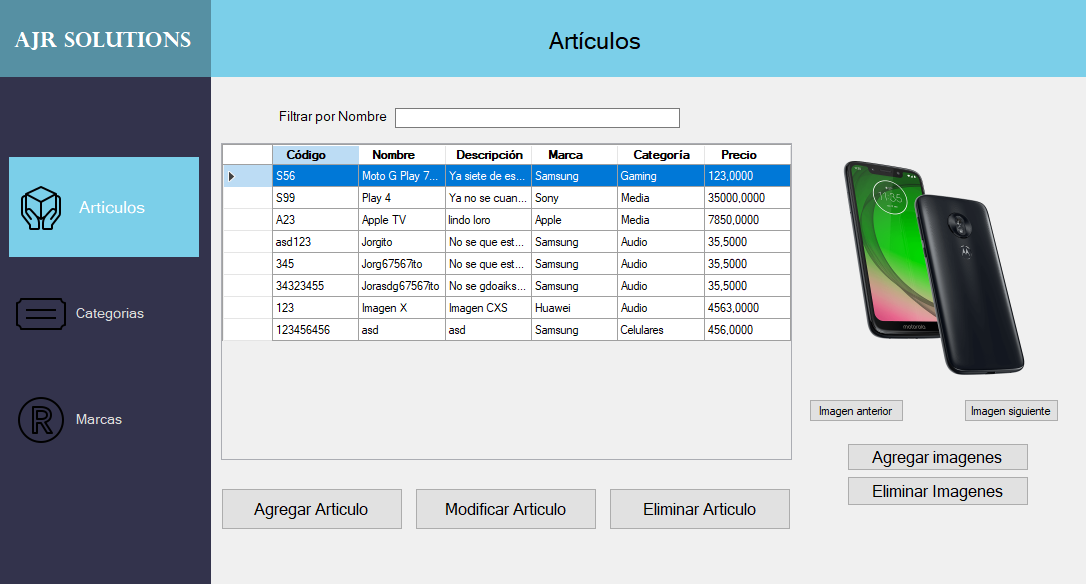 AJR SOLUTIONS
Artículos
Filtrar por Nombre
Código Nombre Descripción Marca Categoría Precio
S56 Moto G Play 7... Ya siete de es... Samsung Gaming 123,0000
S99 Play 4 Ya no se cuan... Sony Media 35000,0000
A23 Apple TV lindo loro Apple Media 7850,0000
asd123 Jorgito No se que est... Samsung Audio 35,5000
345 Jorg67567ito No se que est... Samsung Audio 35,5000
34323455 Jorasdg67567ito No se gdoaiks... Samsung Audio 35,5000
123 Imagen X Imagen CXS Huawei Audio 4563,0000
123456456 asd asd Samsung Celulares 456,0000
Articulos
Categorias
Marcas
11:35
motorola
Imagen anterior Imagen siguiente
Agregar imagenes
Eliminar Imagenes
Agregar Articulo Modificar Articulo Eliminar Articulo